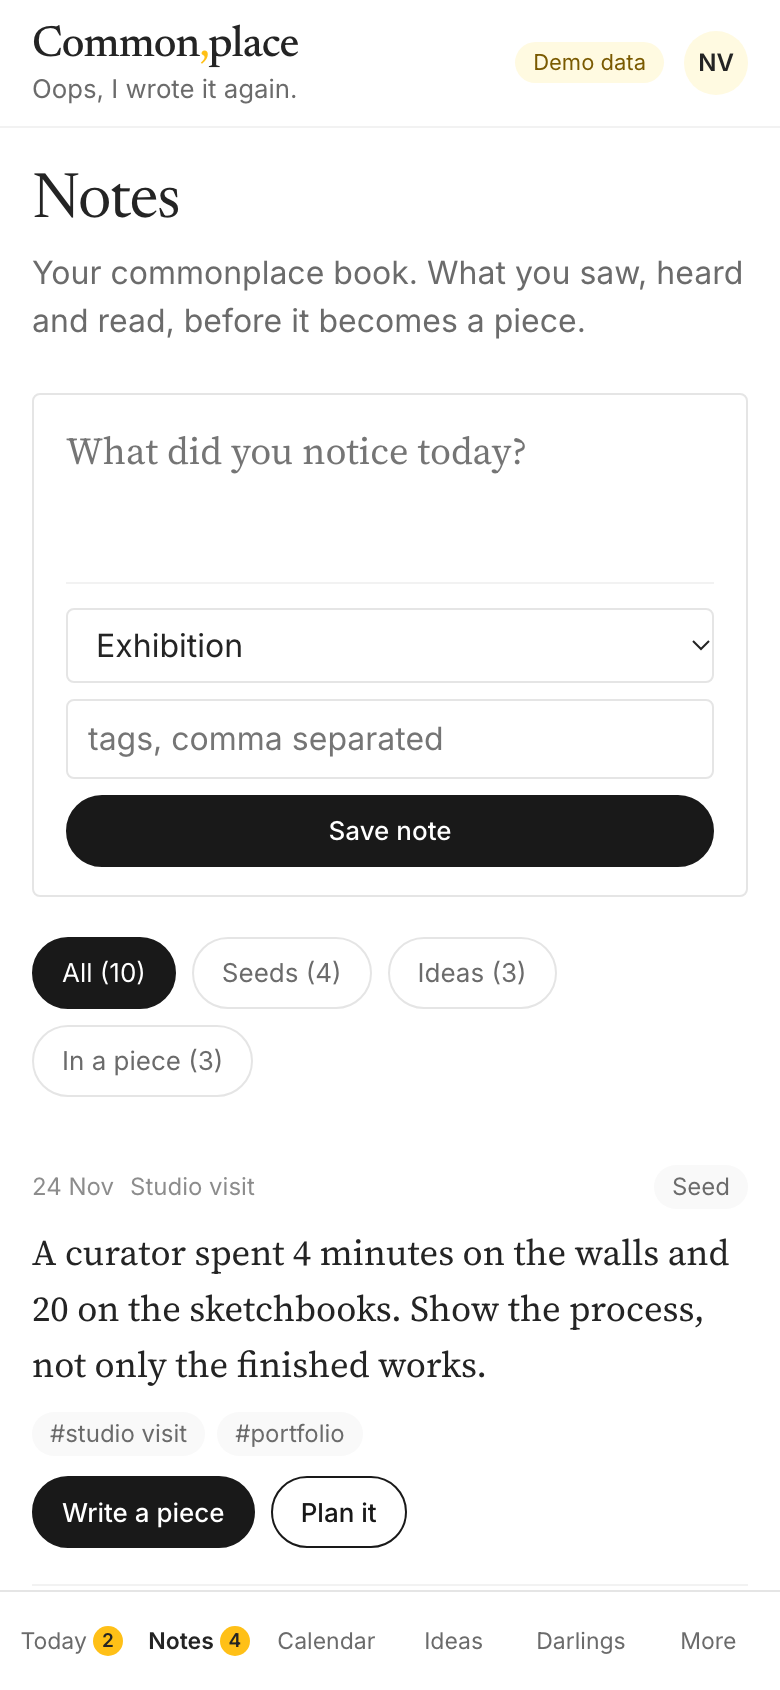 Common,place
Oops, I wrote it again.
Demo data
NV
Notes
Your commonplace book. What you saw, heard
and read, before it becomes a piece.
What did you notice today?
Exhibition
tags, comma separated
Save note
All (10)
Seeds (4)
Ideas (3)
In a piece (3)
24 Nov Studio visit
Seed
A curator spent 4 minutes on the walls and
20 on the sketchbooks. Show the process,
not only the finished works.
#studio visit
#portfolio
Write a piece
Plan it
Today 2
Notes 4
Calendar
Ideas
Darlings
More